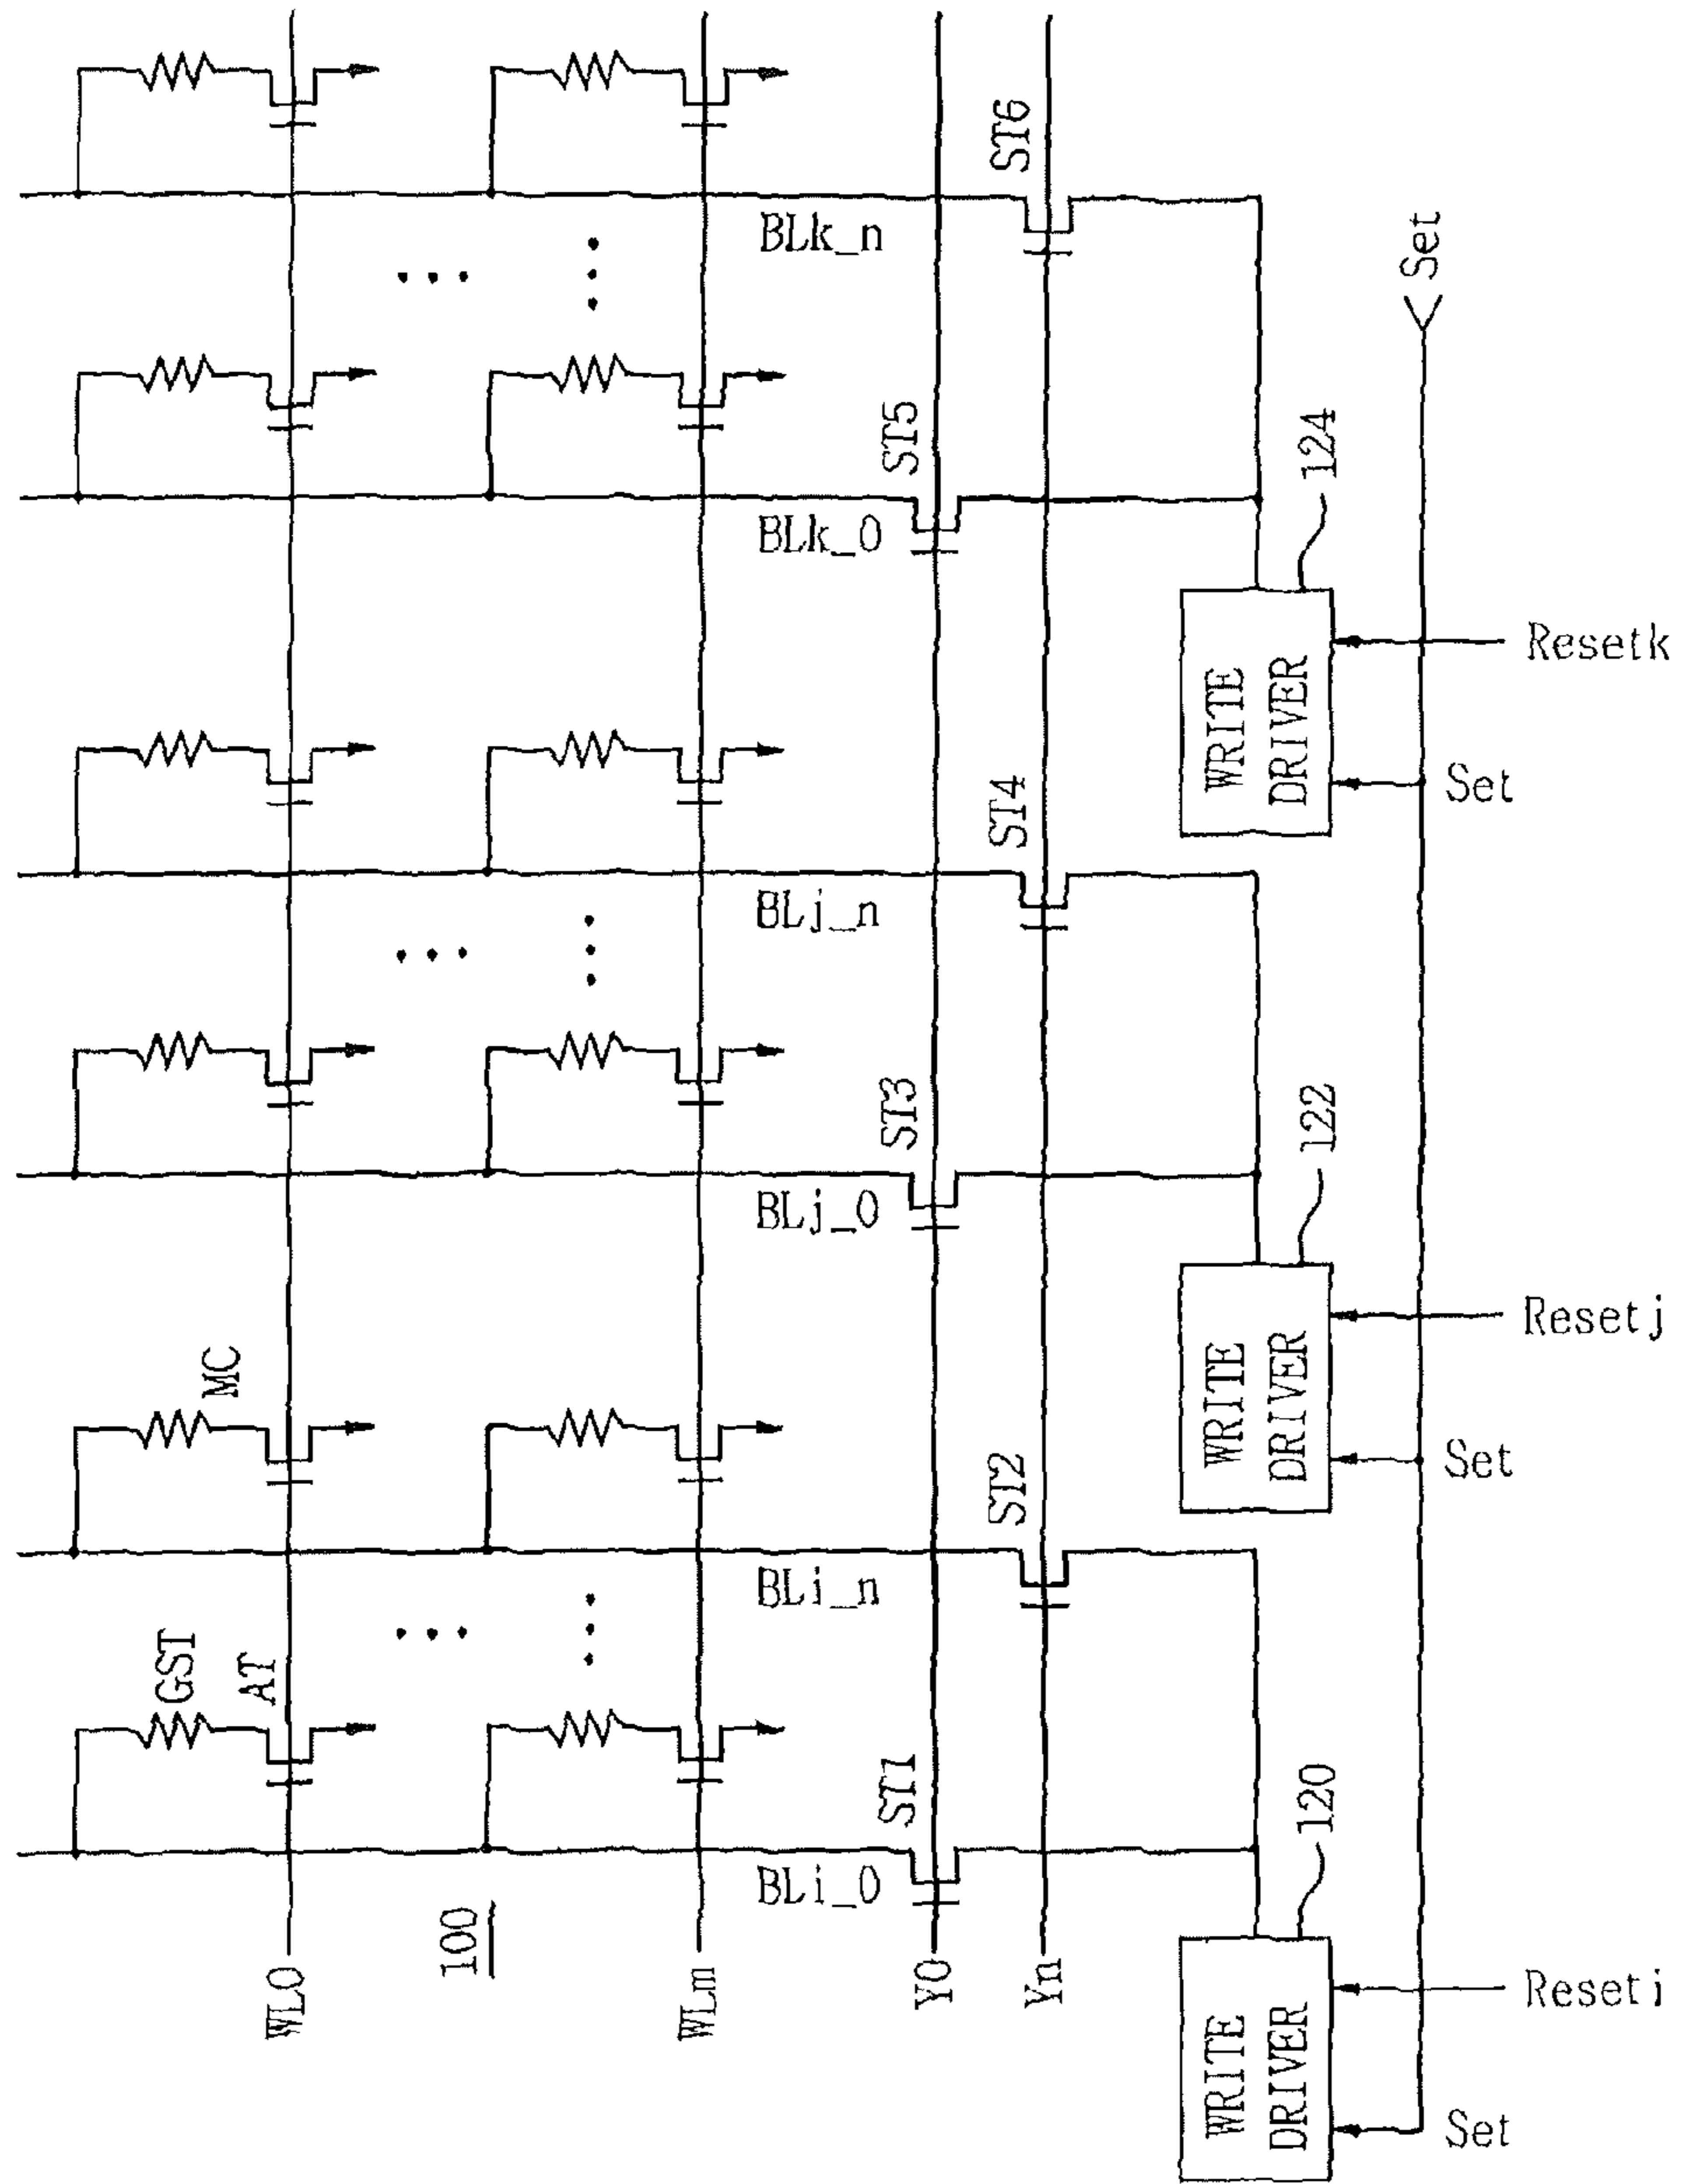 ST6
BLk_n
Set
ST5
BLk_0
124
WRITE
DRIVER
Resetk
Set
ST4
BLj_n
ST3
BLj_0
122
WRITE
DRIVER
Resetj
Set
MC
ST2
BLi_n
GST
AT
ST1
BLi_0
120
100
WL0
WLm
Y0
Yn
WRITE
DRIVER
Reseti
Set